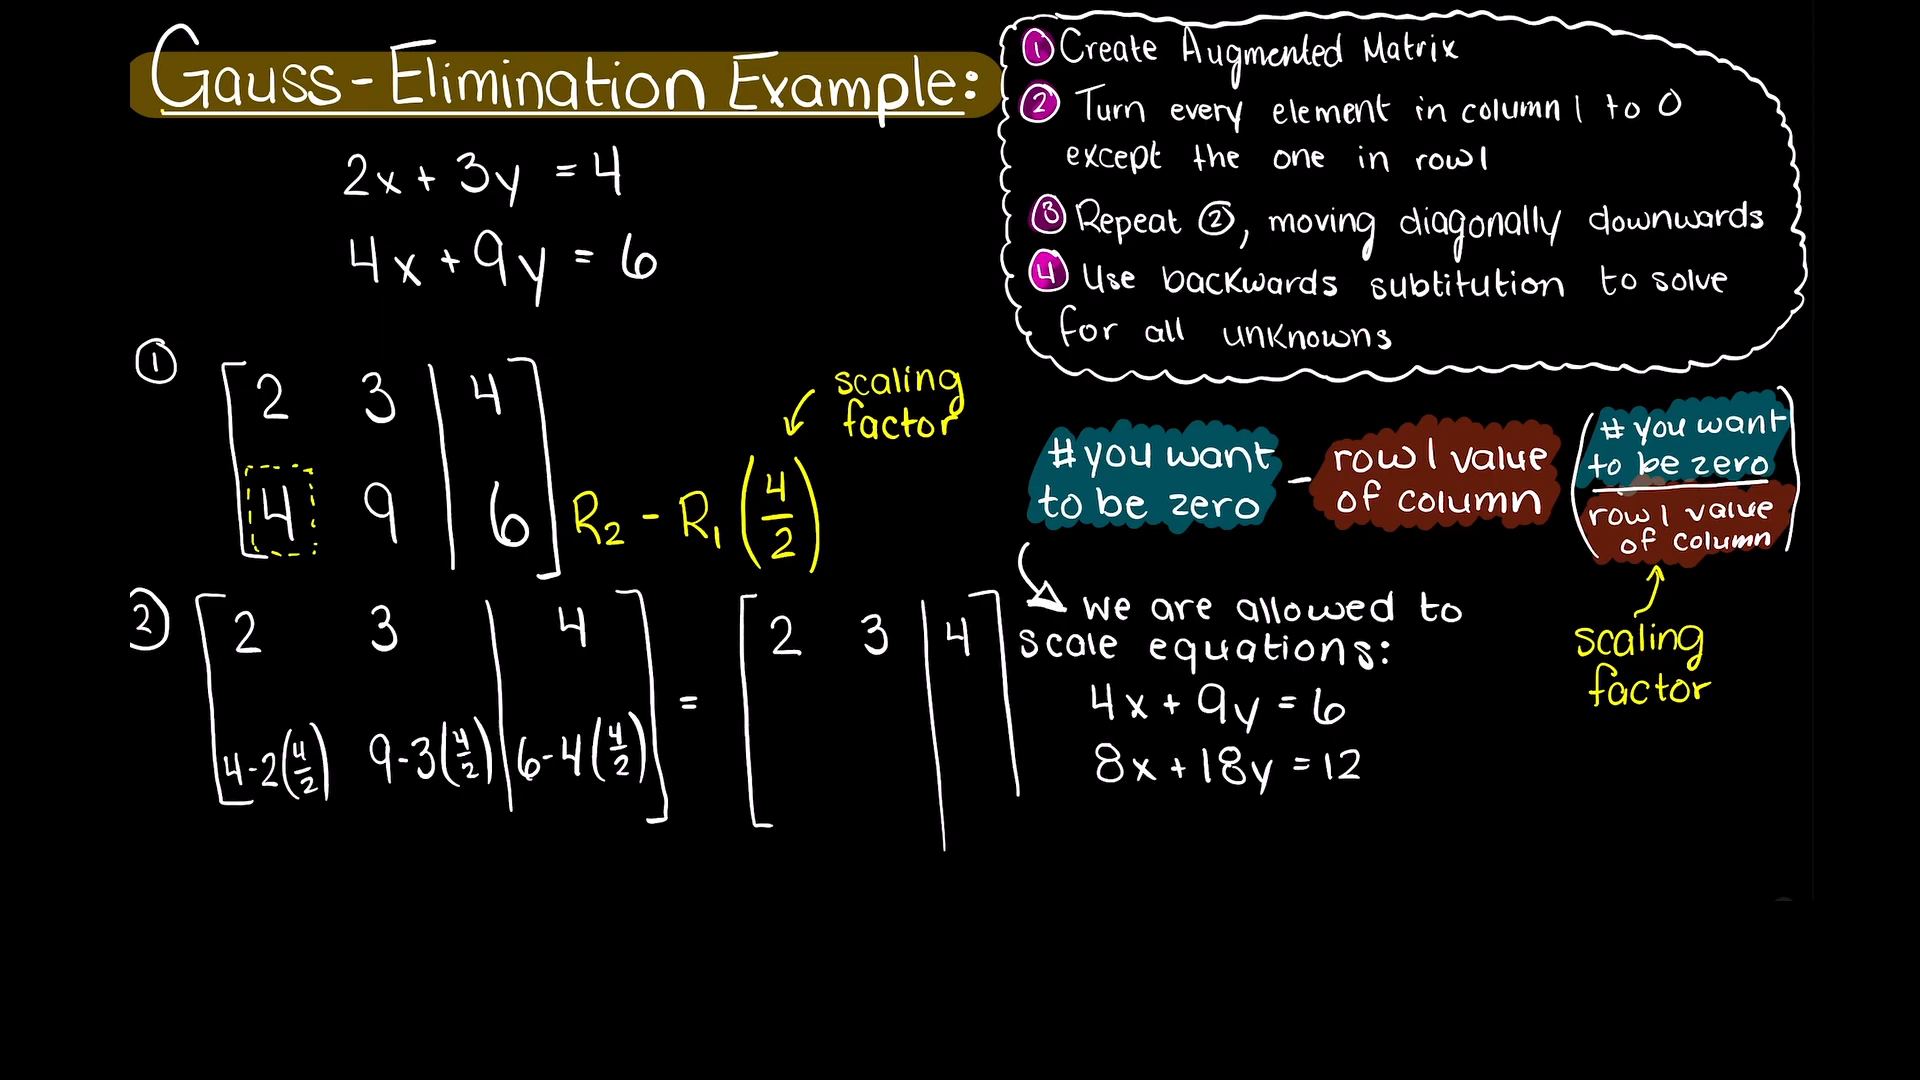 Gauss-Elimination Example:
2x + 3y = 4
4x + 9y = 6
① Create Augmented Matrix
② Turn every element in column 1 to 0
except the one in row 1
③ Repeat ②, moving diagonally downwards
④ Use backwards subtitution to solve
for all unknowns
①
2 3 | 4
4 9 | 6 R₂ - R₁ (4/2)
scaling
factor
# you want
to be zero
-
row 1 value
of column
# you want
to be zero
row 1 value
of column
scaling
factor
②
2 3 | 4
4-2(4/2) 9-3(4/2) | 6-4(4/2)
=
2 3 | 4
we are allowed to
scale equations:
4x + 9y = 6
8x + 18y = 12